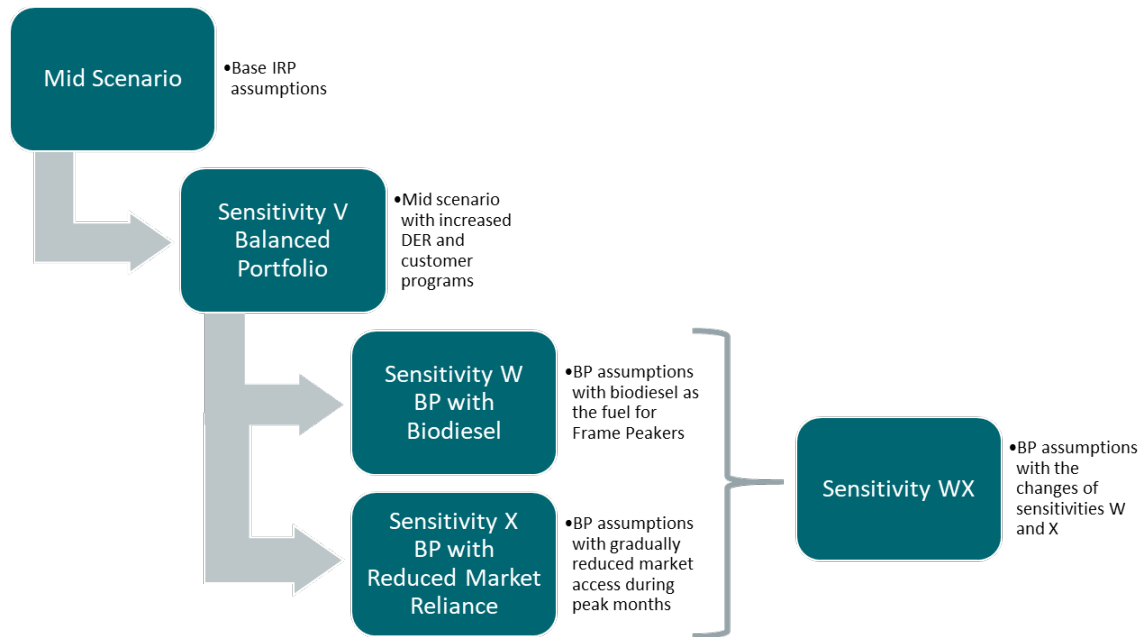 Mid Scenario
•Base IRP
assumptions
Sensitivity V
Balanced
Portfolio
•Mid scenario
with increased
DER and
customer
programs
Sensitivity W
BP with
Biodiesel
•BP assumptions
with biodiesel as
the fuel for
Frame Peakers
Sensitivity X
BP with
Reduced Market
Reliance
•BP assumptions
with gradually
reduced market
access during
peak months
Sensitivity WX
•BP assumptions
with the
changes of
sensitivities W
and X